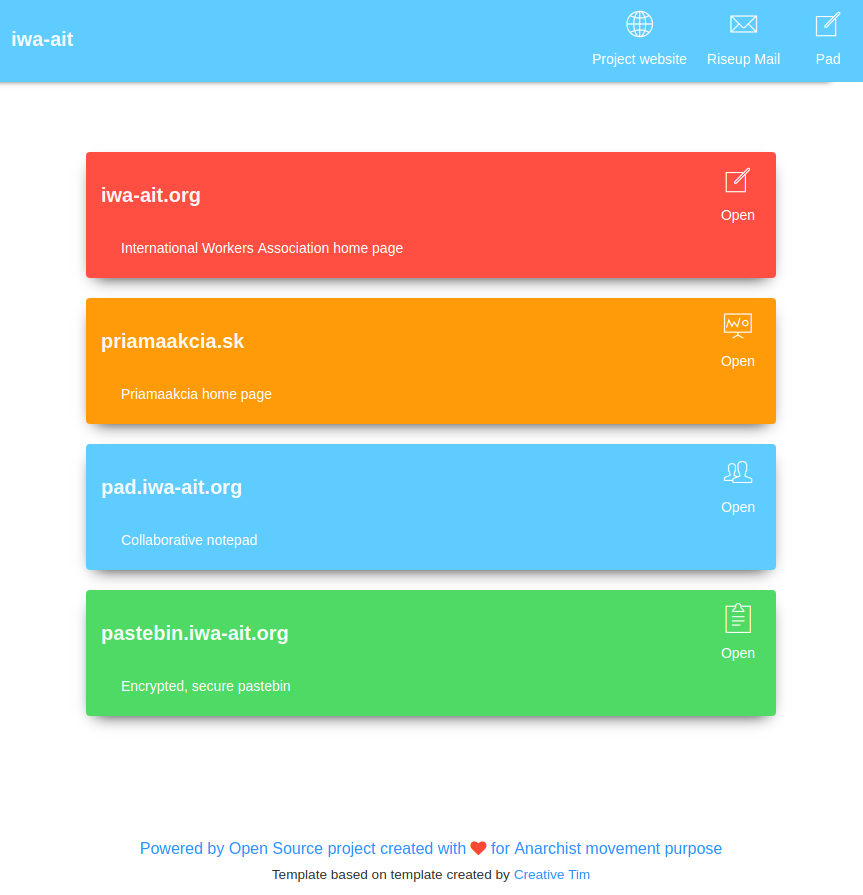 iwa-ait
Project website
Riseup Mail
Pad
iwa-ait.org
Open
International Workers Association home page
priamaakcia.sk
Open
Priamaakcia home page
pad.iwa-ait.org
Open
Collaborative notepad
pastebin.iwa-ait.org
Open
Encrypted, secure pastebin
Powered by Open Source project created with ❤ for Anarchist movement purpose
Template based on template created by Creative Tim